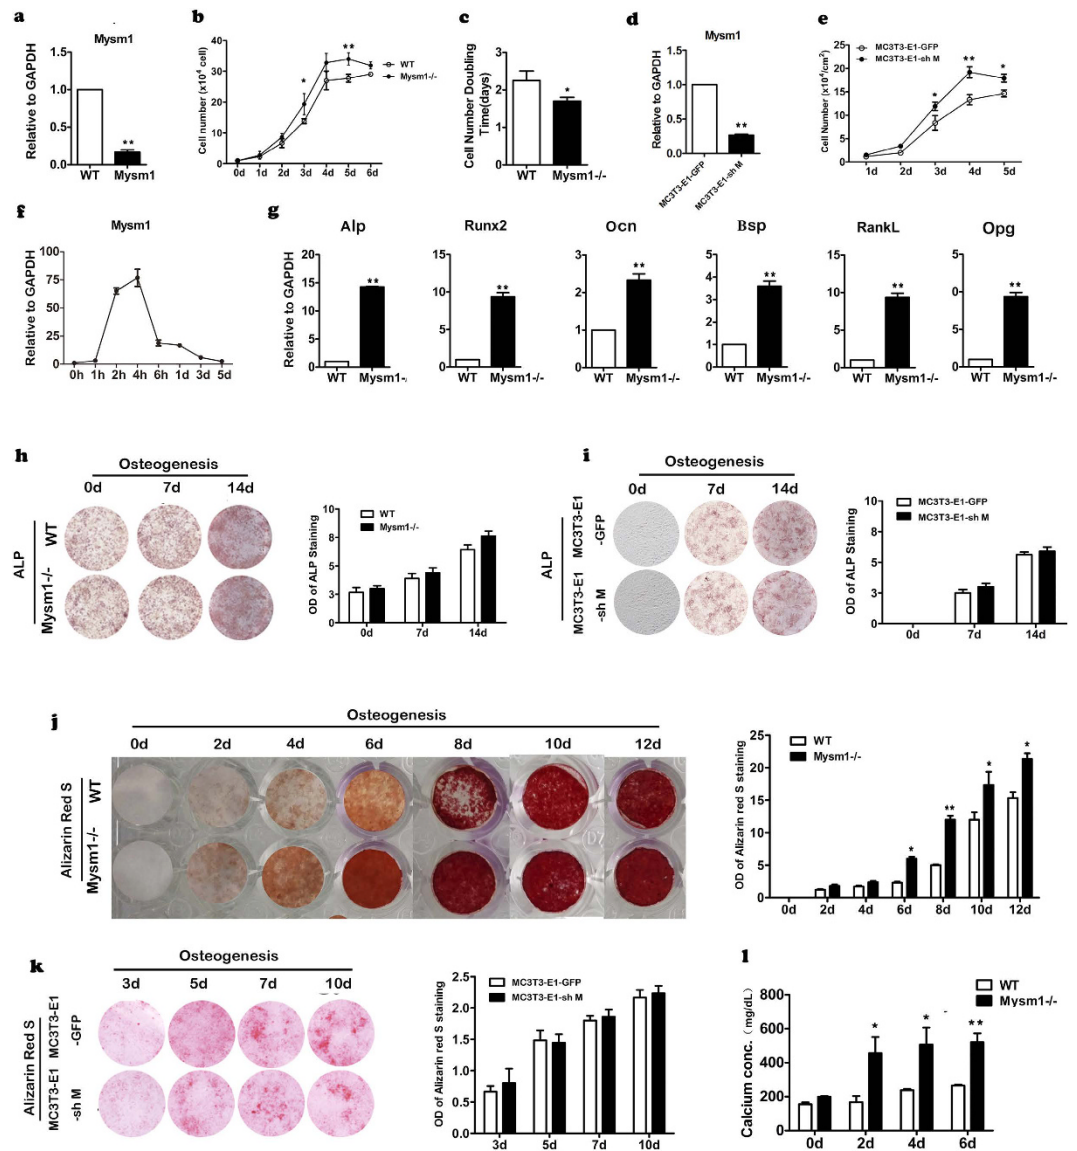 a
Mysm1
Relative to GAPDH
1.5
1.0
0.5
0.0
**
WT Mysm1
b
Cell number (x10⁴ cell)
40
30
20
10
0
WT
Mysm1-/-
*
**
0d 1d 2d 3d 4d 5d 6d
c
Cell Number Doubling
Time(days)
3
2
1
0
*
WT Mysm1-/-
d
Mysm1
Relative to GAPDH
1.5
1.0
0.5
0.0
**
MC3T3-E1-GFP
MC3T3-E1-sh M
e
MC3T3-E1-GFP
MC3T3-E1-sh M
Cell Number (x10⁴/cm²)
25
20
15
10
5
0
*
**
*
1d 2d 3d 4d 5d
f
Mysm1
Relative to GAPDH
100
75
50
25
0
0h 1h 2h 4h 6h 1d 3d 5d
g
Relative to GAPDH
Alp
20
15
10
5
0
**
WT Mysm1-
Runx2
15
10
5
0
**
WT Mysm1-/-
Ocn
3
2
1
0
**
WT Mysm1-/-
Bsp
5
4
3
2
1
0
**
WT Mysm1-/-
RankL
15
10
5
0
**
WT Mysm1-/-
Opg
5
0
5
0
**
WT Mysm1-/-
h
Osteogenesis
0d 7d 14d
ALP
WT
Mysm1-/-
OD of ALP Staining
10
8
5
3
0
WT
Mysm1-/-
0d 7d 14d
i
Osteogenesis
0d 7d 14d
ALP
MC3T3-E1
-GFP
MC3T3-E1
-sh M
OD of ALP Staining
10
8
5
3
0
MC3T3-E1-GFP
MC3T3-E1-sh M
0d 7d 14d
j
Osteogenesis
0d 2d 4d 6d 8d 10d 12d
Alizarin Red S
WT
Mysm1-/-
OD of Alizarin red S staining
25
20
15
10
5
0
WT
Mysm1-/-
*
**
*
*
0d 2d 4d 6d 8d 10d 12d
k
Osteogenesis
3d 5d 7d 10d
Alizarin Red S
MC3T3-E1
-GFP
MC3T3-E1
-sh M
OD of Alizarin red S staining
2.5
2.0
1.5
1.0
0.5
0.0
MC3T3-E1-GFP
MC3T3-E1-sh M
3d 5d 7d 10d
l
WT
Mysm1-/-
Calcium conc.（mg/dL）
800
600
400
200
0
*
*
**
0d 2d 4d 6d